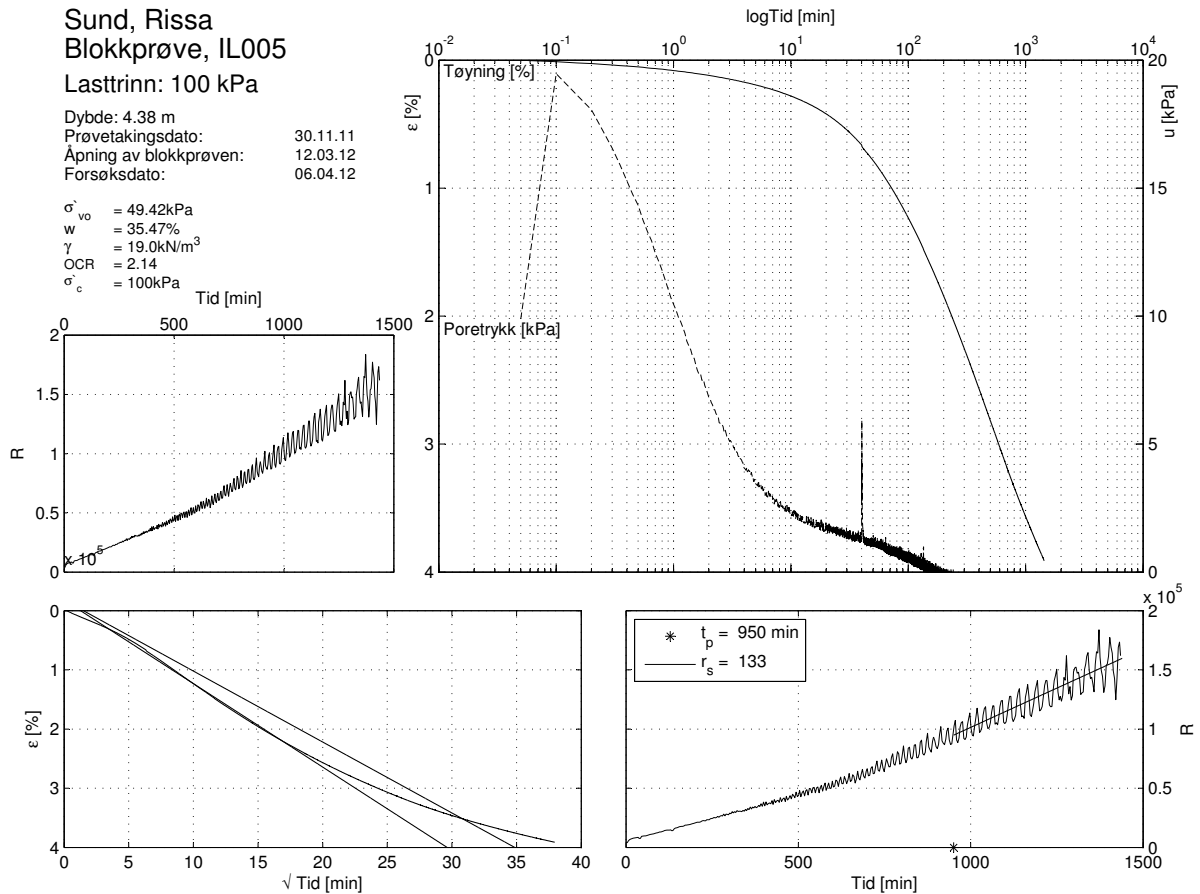 Sund, Rissa
Blokkprøve, IL005
Lasttrinn: 100 kPa
Dybde: 4.38 m
Prøvetakingsdato: 30.11.11
Åpning av blokkprøven: 12.03.12
Forsøksdato: 06.04.12
σ`vo = 49.42kPa
w = 35.47%
γ = 19.0kN/m³
OCR = 2.14
σ`c = 100kPa
logTid [min]
10⁻² 10⁻¹ 10⁰ 10¹ 10² 10³ 10⁴
Tøyning [%]
Poretrykk [kPa]
ε [%]
0 1 2 3 4
u [kPa]
20 15 10 5 0
Tid [min]
0 500 1000 1500
R
2 1.5 1 0.5 0
x 10⁵
ε [%]
0 1 2 3 4
0 5 10 15 20 25 30 35 40
√ Tid [min]
x 10⁵
t_p = 950 min
r_s = 133
R
2 1.5 1 0.5 0
0 500 1000 1500
Tid [min]